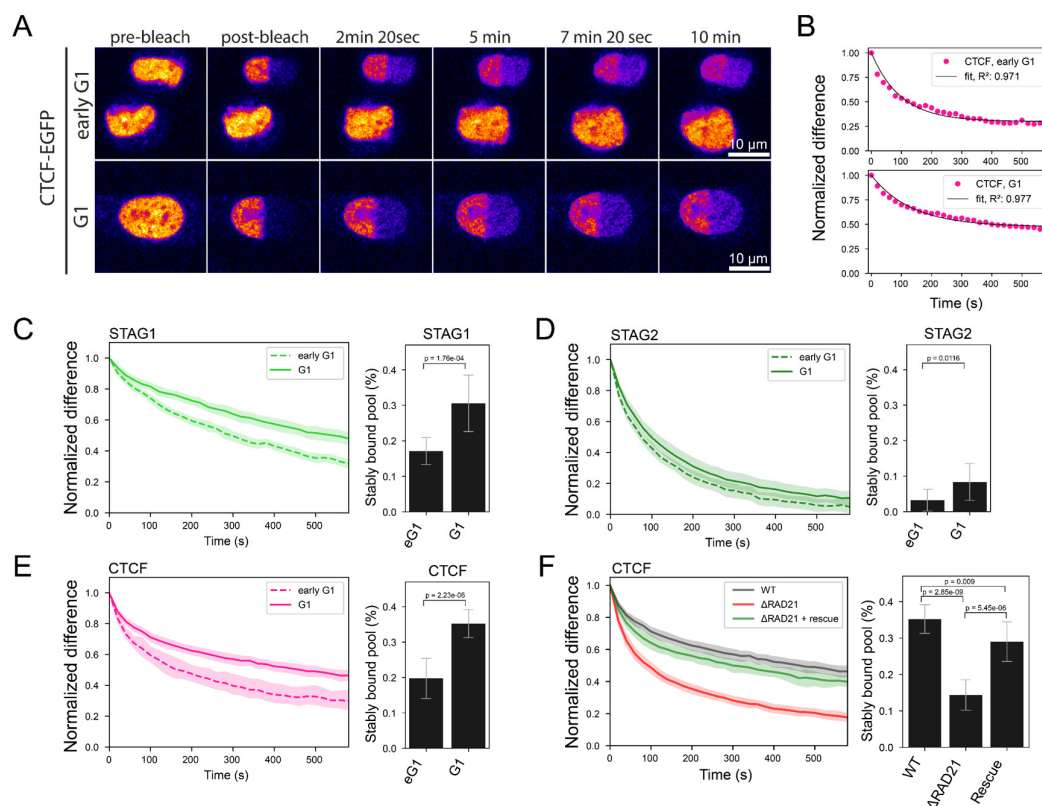 A
pre-bleach post-bleach 2min 20sec 5 min 7 min 20 sec 10 min
CTCF-EGFP
early G1
10 µm
G1
10 µm
B
Normalized difference
1.00
0.75
0.50
0.25
0.00
CTCF, early G1
fit, R²: 0.971
1.00
0.75
0.50
0.25
0.00
CTCF, G1
fit, R²: 0.977
0 100 200 300 400 500
Time (s)
C
STAG1
Normalized difference
1.0
0.8
0.6
0.4
0.2
0.0
early G1
G1
0 100 200 300 400 500
Time (s)
STAG1
Stably bound pool (%)
0.4
0.3
0.2
0.1
0.0
p = 1.76e-04
eG1 G1
D
STAG2
Normalized difference
1.0
0.8
0.6
0.4
0.2
0.0
early G1
G1
0 100 200 300 400 500
Time (s)
STAG2
Stably bound pool (%)
0.4
0.3
0.2
0.1
0.0
p = 0.0116
eG1 G1
E
CTCF
Normalized difference
1.0
0.8
0.6
0.4
0.2
0.0
early G1
G1
0 100 200 300 400 500
Time (s)
CTCF
Stably bound pool (%)
0.4
0.3
0.2
0.1
0.0
p = 2.23e-06
eG1 G1
F
CTCF
Normalized difference
1.0
0.8
0.6
0.4
0.2
0.0
WT
ΔRAD21
ΔRAD21 + rescue
0 100 200 300 400 500
Time (s)
Stably bound pool (%)
0.4
0.3
0.2
0.1
0.0
p = 0.009
p = 2.85e-09
p = 5.45e-06
WT ΔRAD21 Rescue